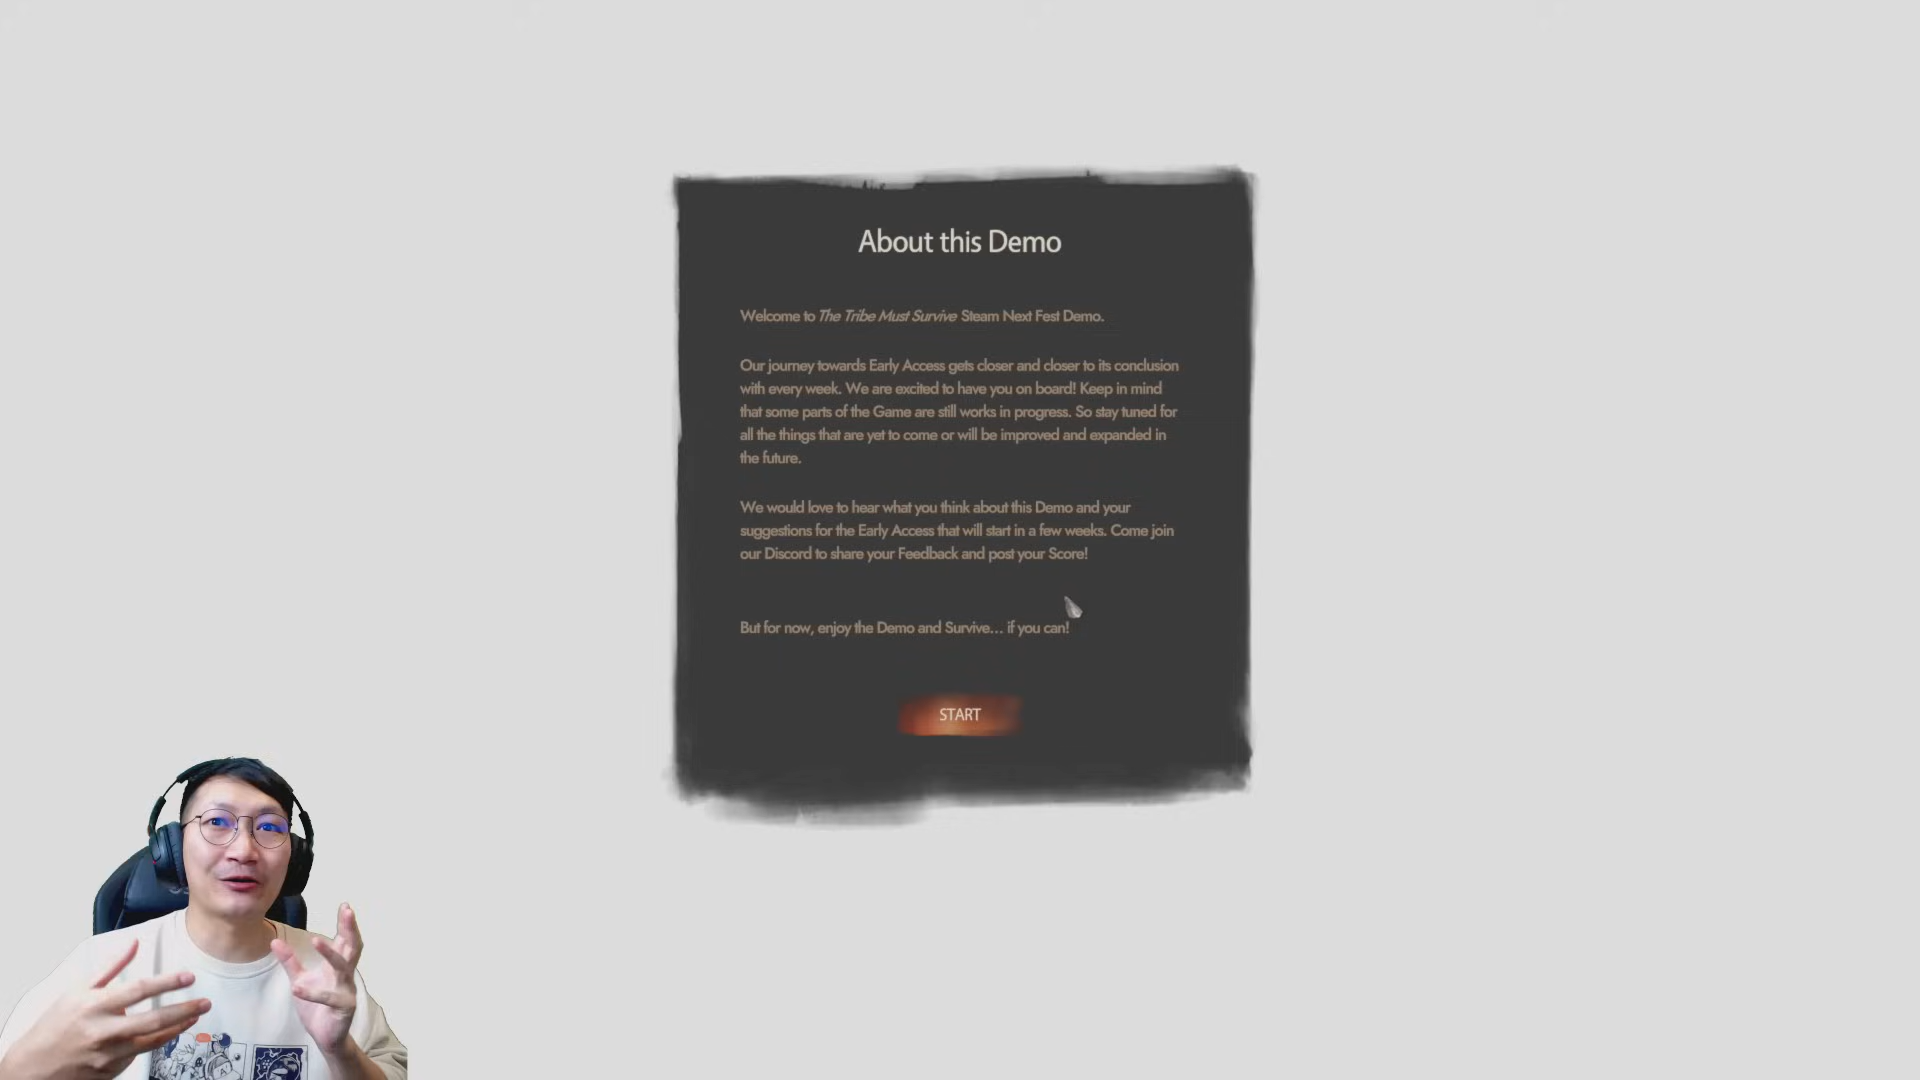 About this Demo
Welcome to The Tribe Must Survive Steam Next Fest Demo.
Our journey towards Early Access gets closer and closer to its conclusion
with every week. We are excited to have you on board! Keep in mind
that some parts of the Game are still works in progress. So stay tuned for
all the things that are yet to come or will be improved and expanded in
the future.
We would love to hear what you think about this Demo and your
suggestions for the Early Access that will start in a few weeks. Come join
our Discord to share your Feedback and post your Score!
But for now, enjoy the Demo and Survive... if you can!
START